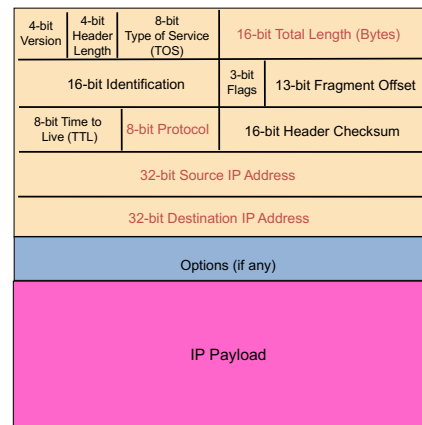 4-bit
Version
4-bit
Header
Length
8-bit
Type of Service
(TOS)
16-bit Total Length (Bytes)
16-bit Identification
3-bit
Flags
13-bit Fragment Offset
8-bit Time to
Live (TTL)
8-bit Protocol
16-bit Header Checksum
32-bit Source IP Address
32-bit Destination IP Address
Options (if any)
IP Payload